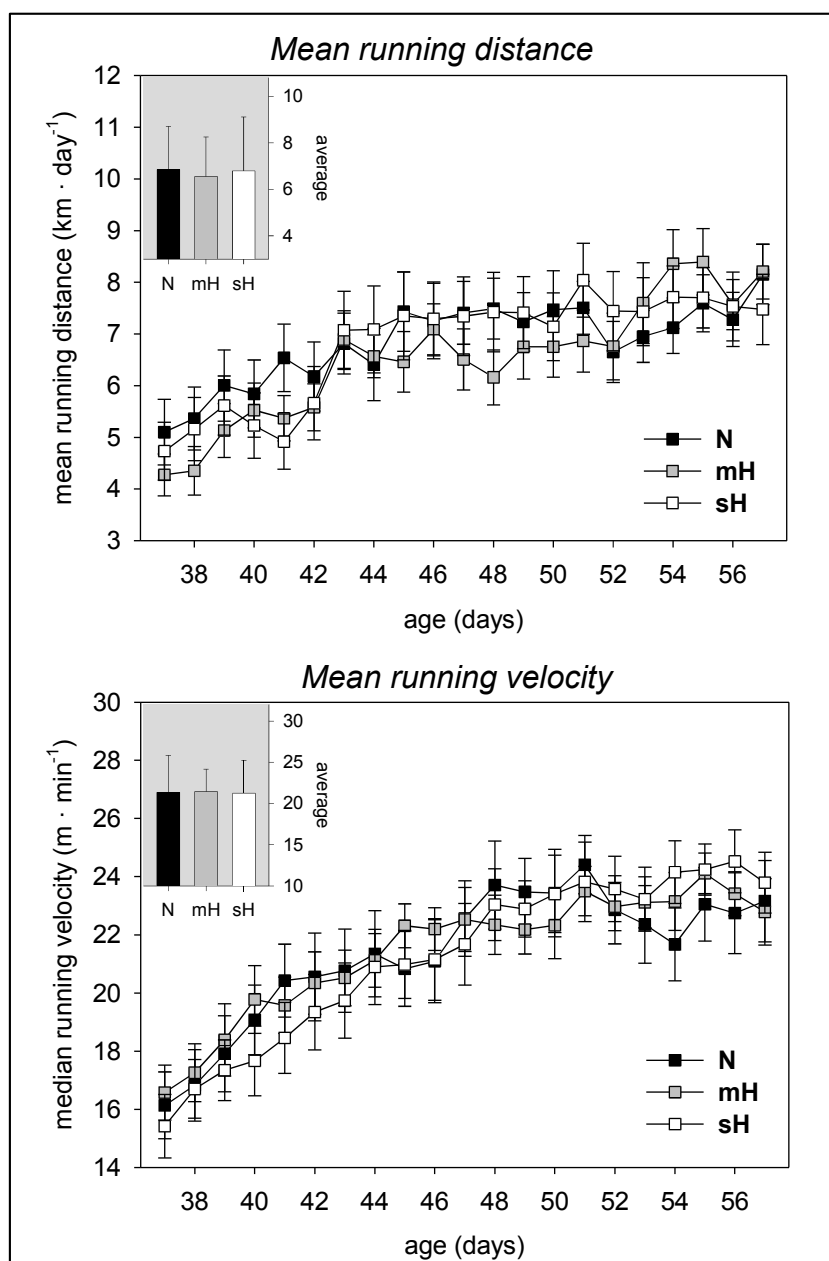 Mean running distance
mean running distance (km · day⁻¹)
12
11
10
9
8
7
6
5
4
3
10
8
6
4
average
N mH sH
N
mH
sH
38 40 42 44 46 48 50 52 54 56
age (days)
Mean running velocity
median running velocity (m · min⁻¹)
30
28
26
24
22
20
18
16
14
30
25
20
15
10
average
N mH sH
N
mH
sH
38 40 42 44 46 48 50 52 54 56
age (days)